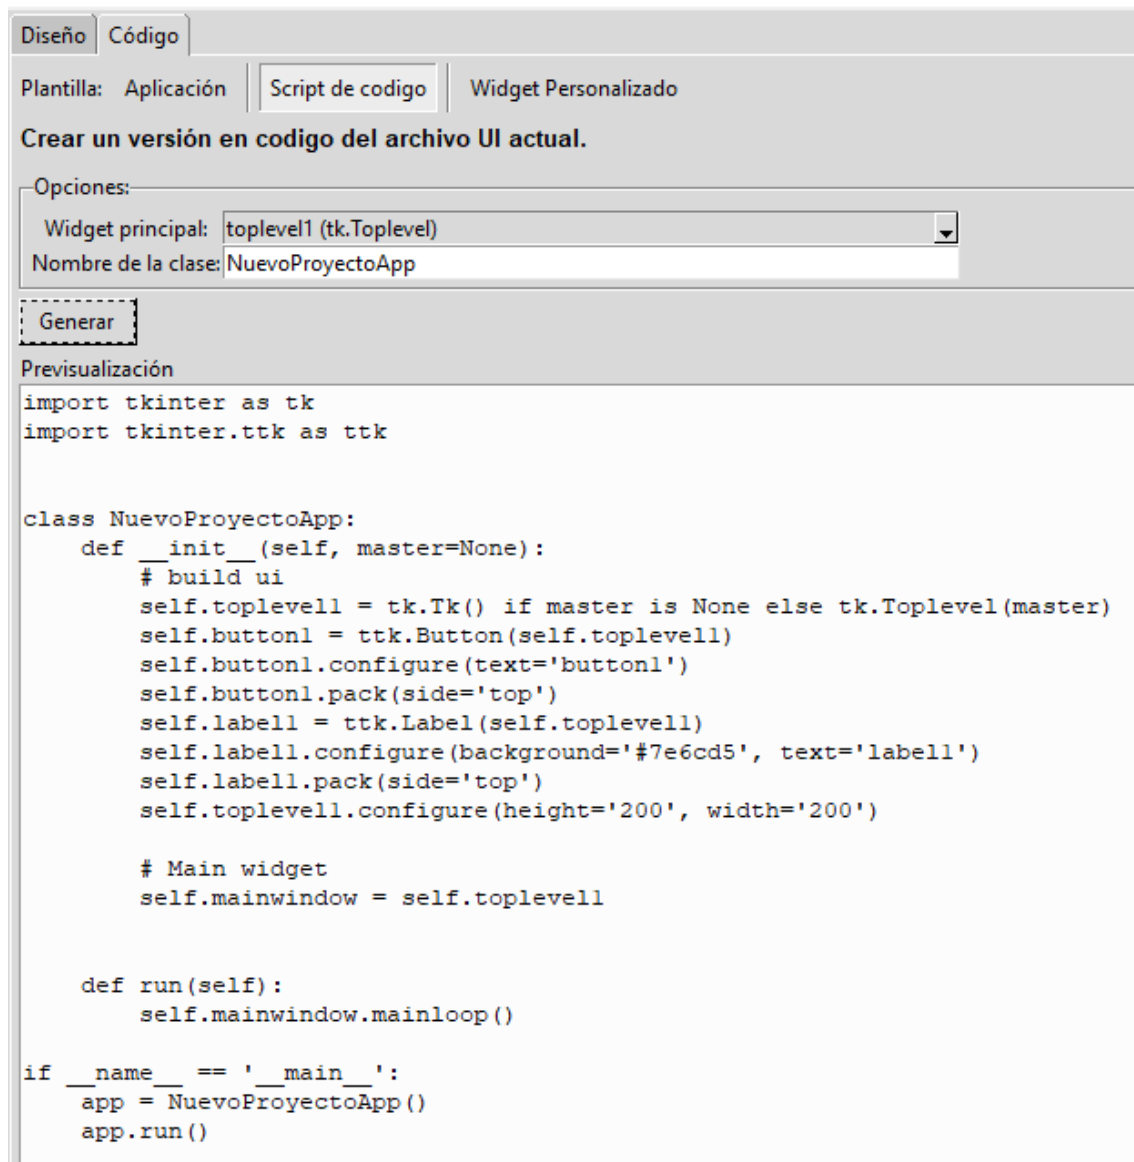 Diseño Código
Plantilla: Aplicación Script de codigo Widget Personalizado
Crear un versión en codigo del archivo UI actual.
Opciones:
Widget principal: toplevel1 (tk.Toplevel)
Nombre de la clase: NuevoProyectoApp
Generar
Previsualización
import tkinter as tk
import tkinter.ttk as ttk
class NuevoProyectoApp:
    def __init__(self, master=None):
        # build ui
        self.toplevel1 = tk.Tk() if master is None else tk.Toplevel(master)
        self.button1 = ttk.Button(self.toplevel1)
        self.button1.configure(text='button1')
        self.button1.pack(side='top')
        self.label1 = ttk.Label(self.toplevel1)
        self.label1.configure(background='#7e6cd5', text='label1')
        self.label1.pack(side='top')
        self.toplevel1.configure(height='200', width='200')
        # Main widget
        self.mainwindow = self.toplevel1
    def run(self):
        self.mainwindow.mainloop()
if __name__ == '__main__':
    app = NuevoProyectoApp()
    app.run()